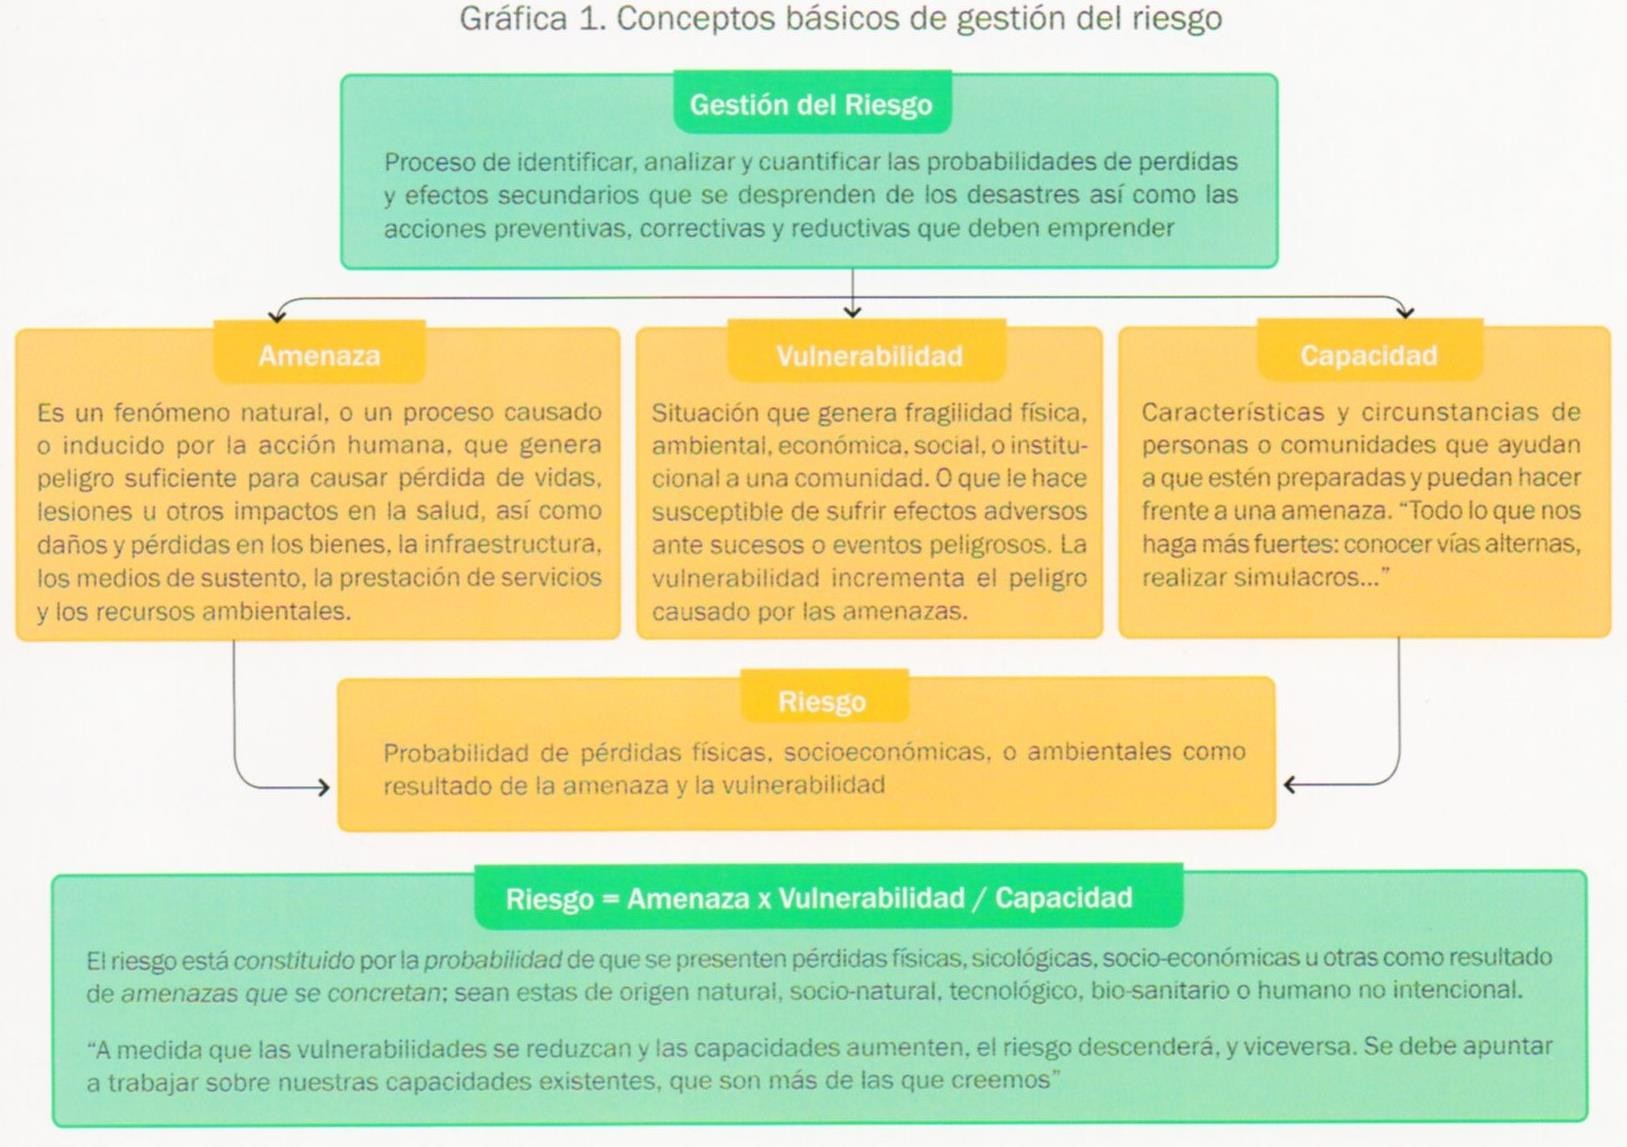 Gráfica 1. Conceptos básicos de gestión del riesgo
Gestión del Riesgo
Proceso de identificar, analizar y cuantificar las probabilidades de perdidas
y efectos secundarios que se desprenden de los desastres así como las
acciones preventivas, correctivas y reductivas que deben emprender
Amenaza
Es un fenómeno natural, o un proceso causado
o inducido por la acción humana, que genera
peligro suficiente para causar pérdida de vidas,
lesiones u otros impactos en la salud, así como
daños y pérdidas en los bienes, la infraestructura,
los medios de sustento, la prestación de servicios
y los recursos ambientales.
Vulnerabilidad
Situación que genera fragilidad física,
ambiental, económica, social, o institu-
cional a una comunidad. O que le hace
susceptible de sufrir efectos adversos
ante sucesos o eventos peligrosos. La
vulnerabilidad incrementa el peligro
causado por las amenazas.
Capacidad
Características y circunstancias de
personas o comunidades que ayudan
a que estén preparadas y puedan hacer
frente a una amenaza. “Todo lo que nos
haga más fuertes: conocer vías alternas,
realizar simulacros...”
Riesgo
Probabilidad de pérdidas físicas, socioeconómicas, o ambientales como
resultado de la amenaza y la vulnerabilidad
Riesgo = Amenaza x Vulnerabilidad / Capacidad
El riesgo está constituido por la probabilidad de que se presenten pérdidas físicas, sicológicas, socio-económicas u otras como resultado
de amenazas que se concretan; sean estas de origen natural, socio-natural, tecnológico, bio-sanitario o humano no intencional.
“A medida que las vulnerabilidades se reduzcan y las capacidades aumenten, el riesgo descenderá, y viceversa. Se debe apuntar
a trabajar sobre nuestras capacidades existentes, que son más de las que creemos”